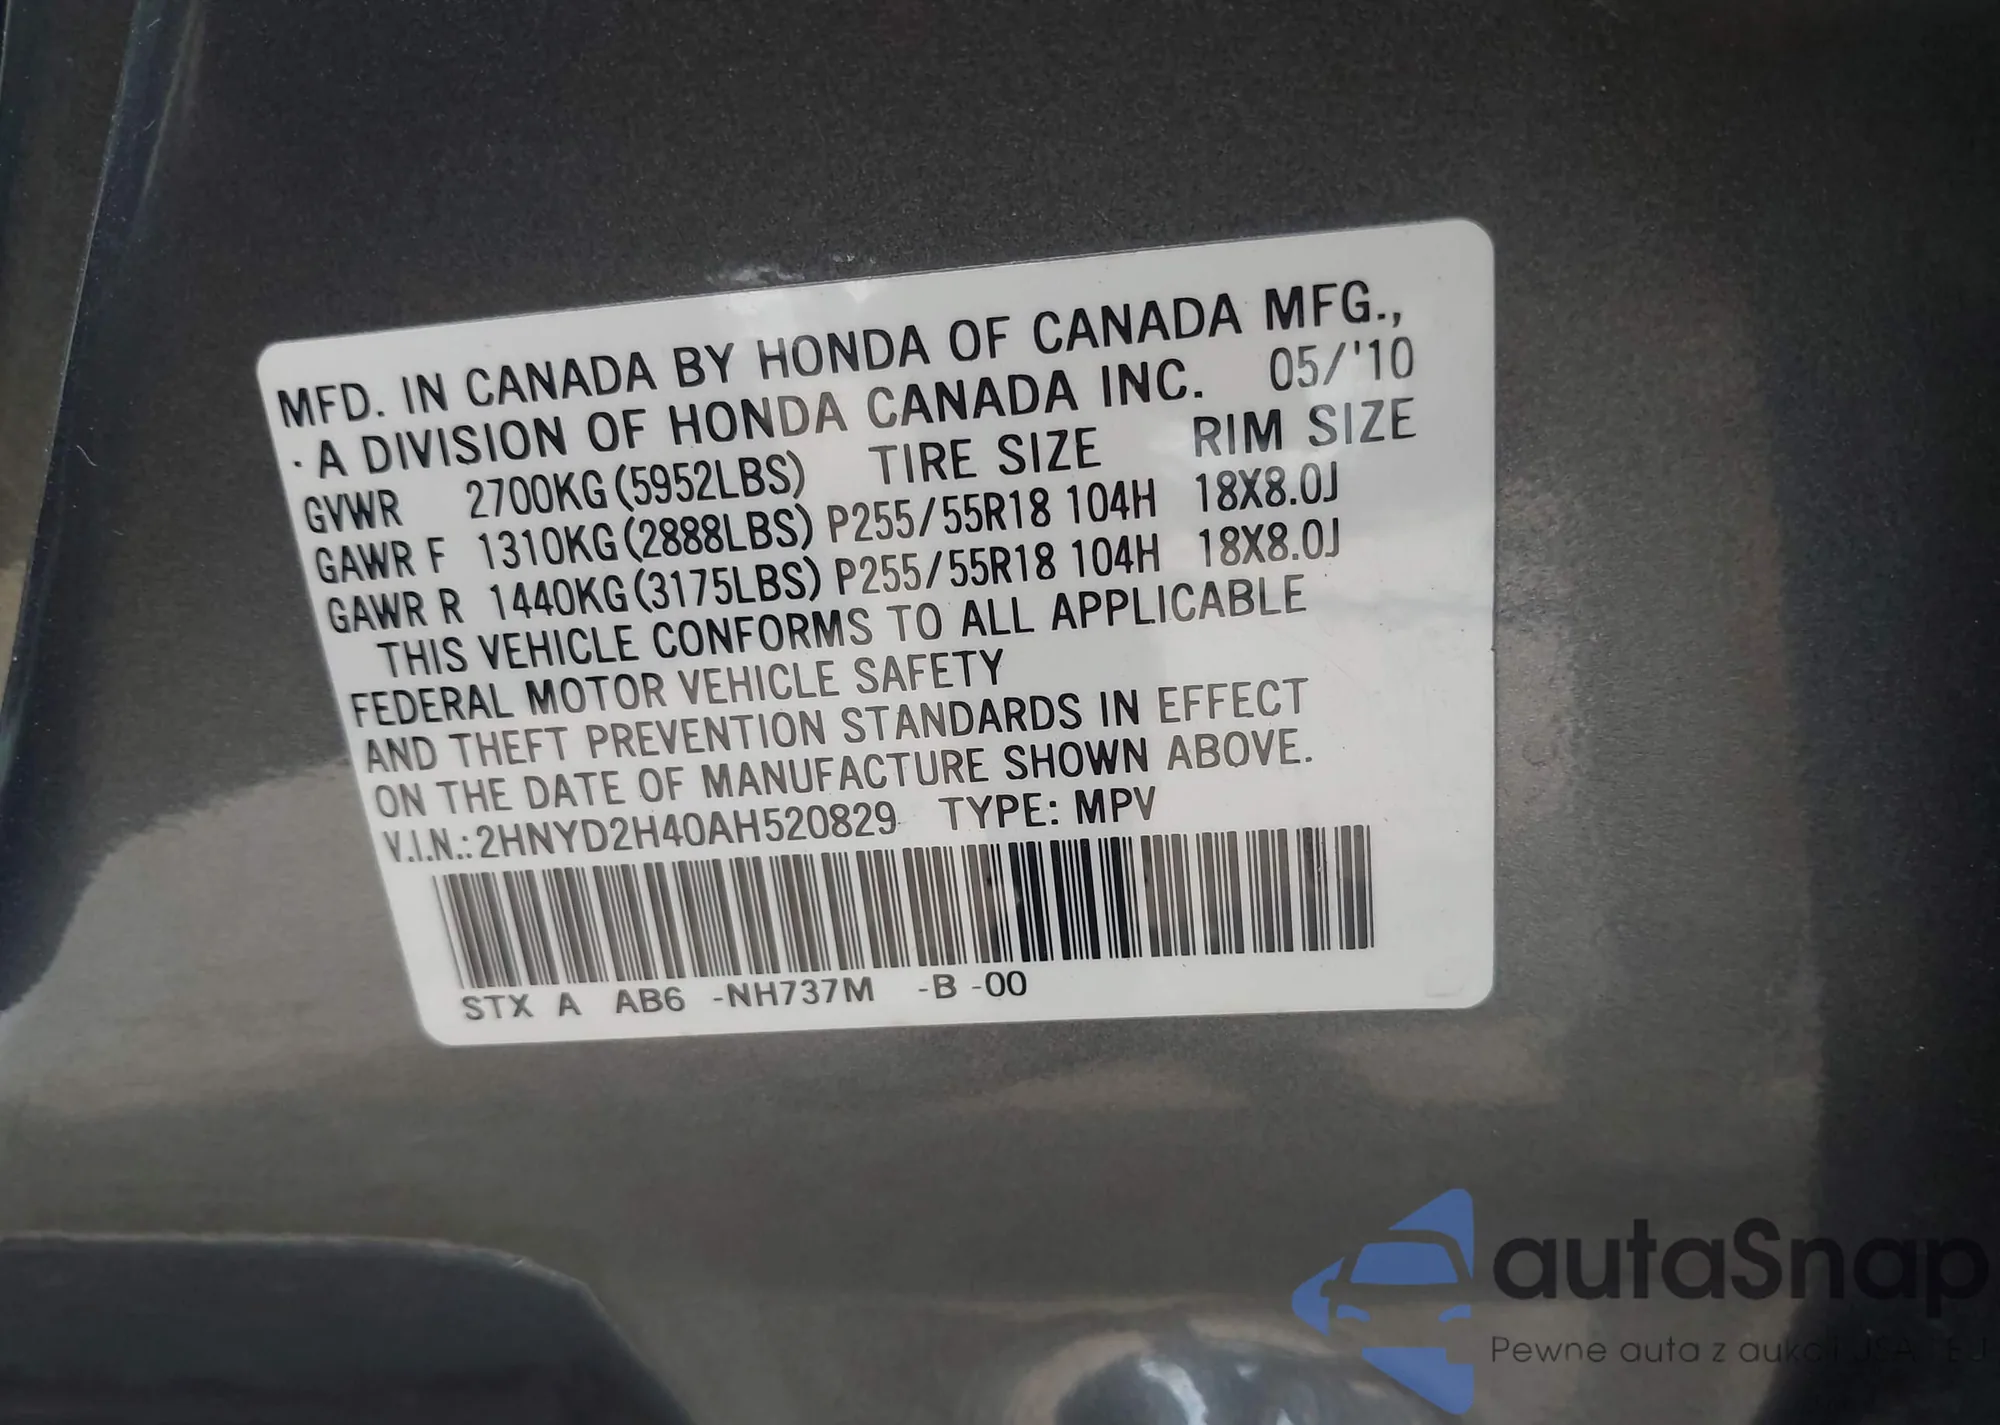 MFD. IN CANADA BY HONDA OF CANADA MFG.,
· A DIVISION OF HONDA CANADA INC. 05/'10
GVWR 2700KG(5952LBS) TIRE SIZE RIM SIZE
GAWR F 1310KG(2888LBS) P255/55R18 104H 18X8.0J
GAWR R 1440KG(3175LBS) P255/55R18 104H 18X8.0J
THIS VEHICLE CONFORMS TO ALL APPLICABLE
FEDERAL MOTOR VEHICLE SAFETY
AND THEFT PREVENTION STANDARDS IN EFFECT
ON THE DATE OF MANUFACTURE SHOWN ABOVE.
V.I.N.:2HNYD2H40AH520829 TYPE: MPV
STX A AB6 -NH737M -B -00
autaSnap
Pewne auta z